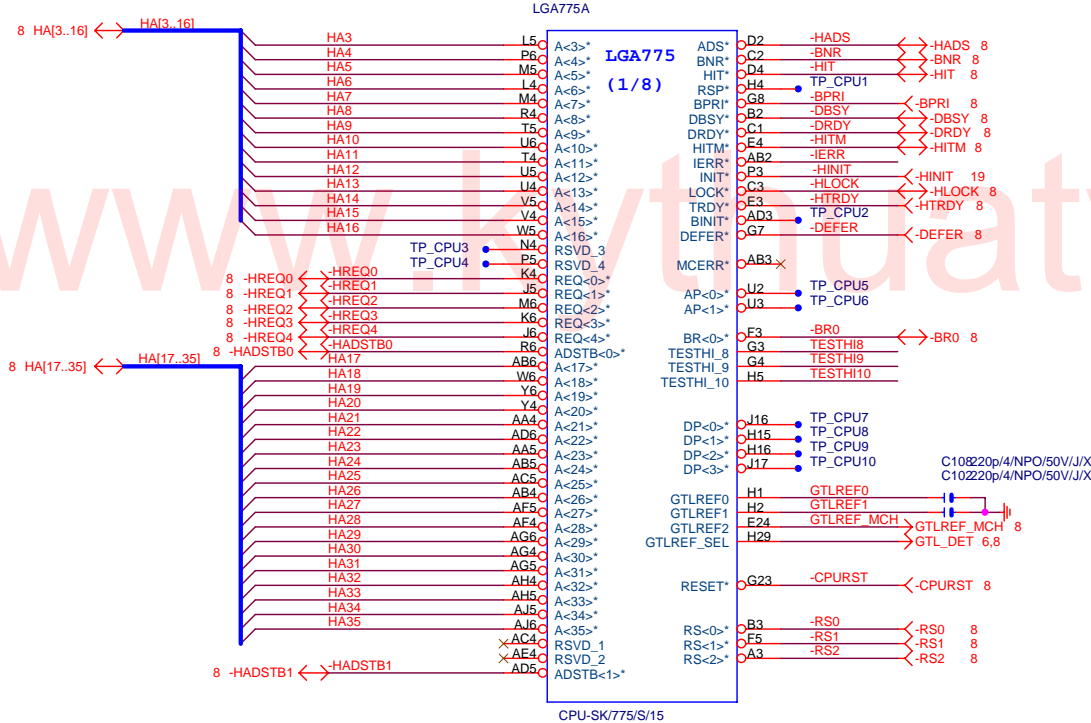 LGA775A
8 HA[3..16] HA[3..16]
LGA775
(1/8)
HA3 L5 A<3>* ADS* D2 -HADS -HADS 8
HA4 P6 A<4>* BNR* C2 -BNR -BNR 8
HA5 M5 A<5>* HIT* D4 -HIT -HIT 8
HA6 L4 A<6>* RSP* H4 TP_CPU1
HA7 M4 A<7>* BPRI* G8 -BPRI -BPRI 8
HA8 R4 A<8>* DBSY* B2 -DBSY -DBSY 8
HA9 T5 A<9>* DRDY* C1 -DRDY -DRDY 8
HA10 U6 A<10>* HITM* E4 -HITM -HITM 8
HA11 T4 A<11>* IERR* AB2 -IERR
HA12 U5 A<12>* INIT* P3 -HINIT -HINIT 19
HA13 U4 A<13>* LOCK* C3 -HLOCK -HLOCK 8
HA14 V5 A<14>* TRDY* E3 -HTRDY -HTRDY 8
HA15 V4 A<15>* BINIT* AD3 TP_CPU2
HA16 W5 A<16>* DEFER* G7 -DEFER -DEFER 8
TP_CPU3 N4 RSVD_3
TP_CPU4 P5 RSVD_4 MCERR* AB3
8 -HREQ0 -HREQ0 K4 REQ<0>*
8 -HREQ1 -HREQ1 J5 REQ<1>* AP<0>* U2 TP_CPU5
8 -HREQ2 -HREQ2 M6 REQ<2>* AP<1>* U3 TP_CPU6
8 -HREQ3 -HREQ3 K6 REQ<3>*
8 -HREQ4 -HREQ4 J6 REQ<4>* BR<0>* F3 -BR0 -BR0 8
8 -HADSTB0 -HADSTB0 R6 ADSTB<0>* TESTHI_8 G3 TESTHI8
8 HA[17..35] HA[17..35] HA17 AB6 A<17>* TESTHI_9 G4 TESTHI9
HA18 W6 A<18>* TESTHI_10 H5 TESTHI10
HA19 Y6 A<19>*
HA20 Y4 A<20>*
HA21 AA4 A<21>* DP<0>* J16 TP_CPU7
HA22 AD6 A<22>* DP<1>* H15 TP_CPU8
HA23 AA5 A<23>* DP<2>* H16 TP_CPU9
HA24 AB5 A<24>* DP<3>* J17 TP_CPU10
C108 220p/4/NPO/50V/J/X
C102 220p/4/NPO/50V/J/X
HA25 AC5 A<25>*
HA26 AB4 A<26>* GTLREF0 H1 GTLREF0
HA27 AF5 A<27>* GTLREF1 H2 GTLREF1
HA28 AF4 A<28>* GTLREF2 E24 GTLREF_MCH GTLREF_MCH 8
HA29 AG6 A<29>* GTLREF_SEL H29 GTL_DET 6,8
HA30 AG4 A<30>*
HA31 AG5 A<31>*
HA32 AH4 A<32>* RESET* G23 -CPURST -CPURST 8
HA33 AH5 A<33>*
HA34 AJ5 A<34>*
HA35 AJ6 A<35>* RS<0>* B3 -RS0 -RS0 8
AC4 RSVD_1 RS<1>* F5 -RS1 -RS1 8
AE4 RSVD_2 RS<2>* A3 -RS2 -RS2 8
8 -HADSTB1 -HADSTB1 AD5 ADSTB<1>*
CPU-SK/775/S/15
www.kythuatv